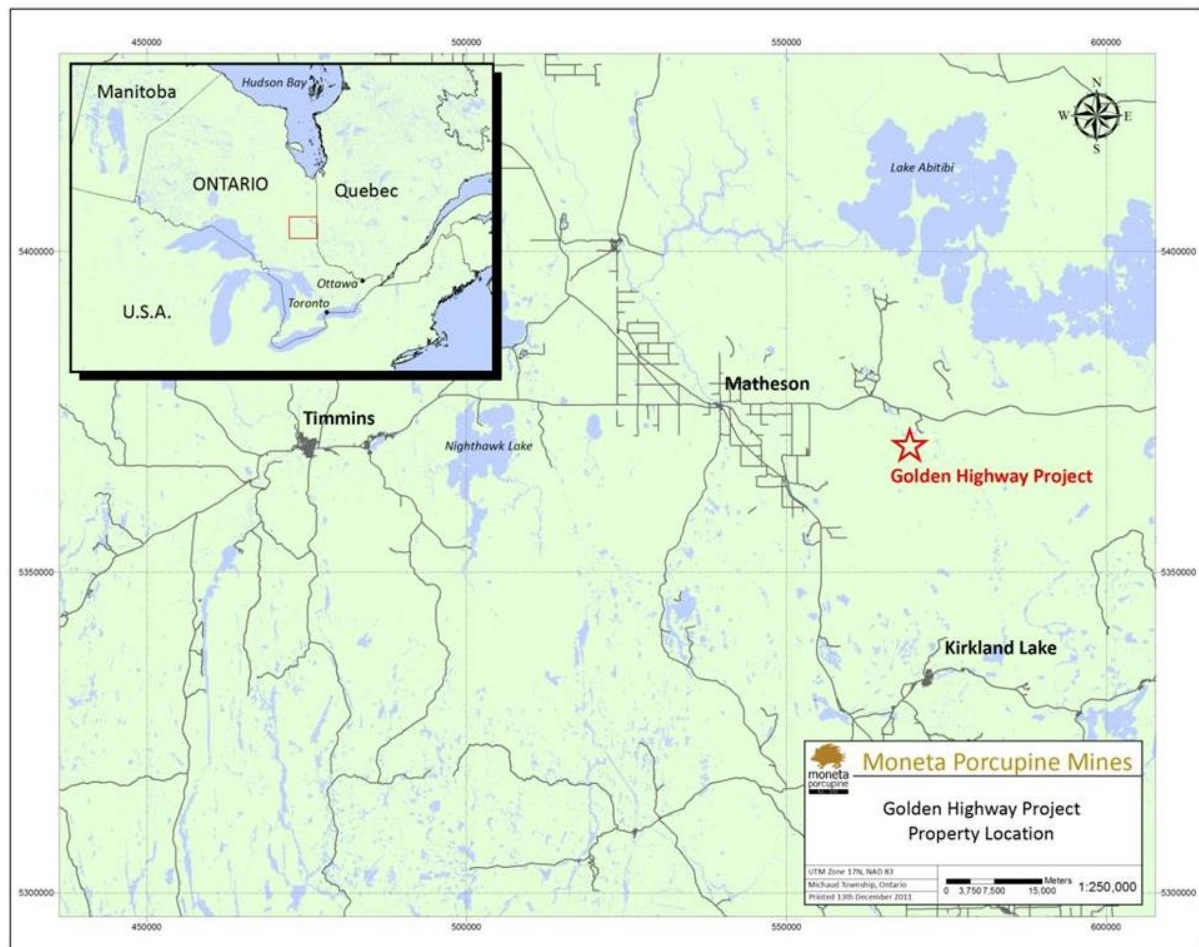 450000 500000 550000 600000
Manitoba
Hudson Bay
ONTARIO
Quebec
U.S.A.
Ottawa
Toronto
N
W E
S
Lake Abitibi
5400000 5400000
Matheson
Timmins
Nighthawk Lake
Golden Highway Project
5350000 5350000
Kirkland Lake
moneta
porcupine
Moneta Porcupine Mines
Golden Highway Project
Property Location
UTM Zone 17N, NAD 83
Michaud Township, Ontario
Printed 13th December 2011
Meters
0 3,750 7,500 15,000
1:250,000
5300000 5300000
450000 500000 550000 600000